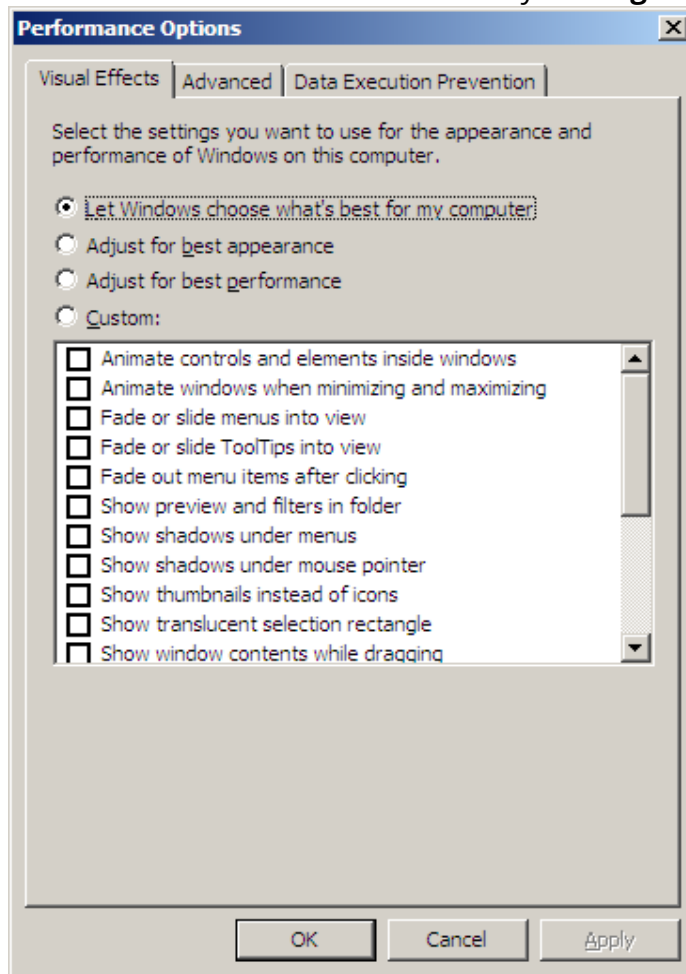 Performance Options
Visual Effects
Advanced
Data Execution Prevention
Select the settings you want to use for the appearance and
performance of Windows on this computer.
Let Windows choose what's best for my computer
Adjust for best appearance
Adjust for best performance
Custom:
Animate controls and elements inside windows
Animate windows when minimizing and maximizing
Fade or slide menus into view
Fade or slide ToolTips into view
Fade out menu items after clicking
Show preview and filters in folder
Show shadows under menus
Show shadows under mouse pointer
Show thumbnails instead of icons
Show translucent selection rectangle
Show window contents while dragging
OK
Cancel
Apply